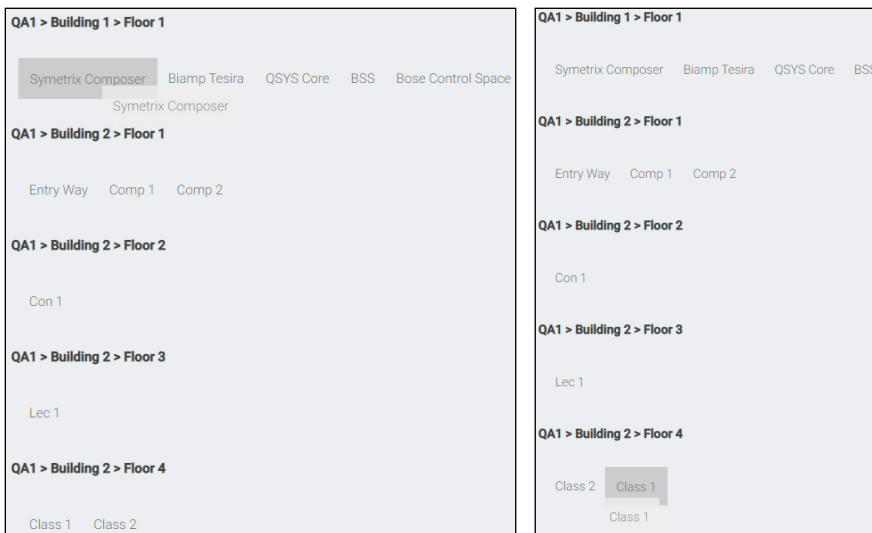 QA1 > Building 1 > Floor 1
Symetrix Composer Biamp Tesira QSYS Core BSS Bose Control Space
Symetrix Composer
QA1 > Building 2 > Floor 1
Entry Way Comp 1 Comp 2
QA1 > Building 2 > Floor 2
Con 1
QA1 > Building 2 > Floor 3
Lec 1
QA1 > Building 2 > Floor 4
Class 1 Class 2
QA1 > Building 1 > Floor 1
Symetrix Composer Biamp Tesira QSYS Core BSS
QA1 > Building 2 > Floor 1
Entry Way Comp 1 Comp 2
QA1 > Building 2 > Floor 2
Con 1
QA1 > Building 2 > Floor 3
Lec 1
QA1 > Building 2 > Floor 4
Class 2 Class 1
Class 1